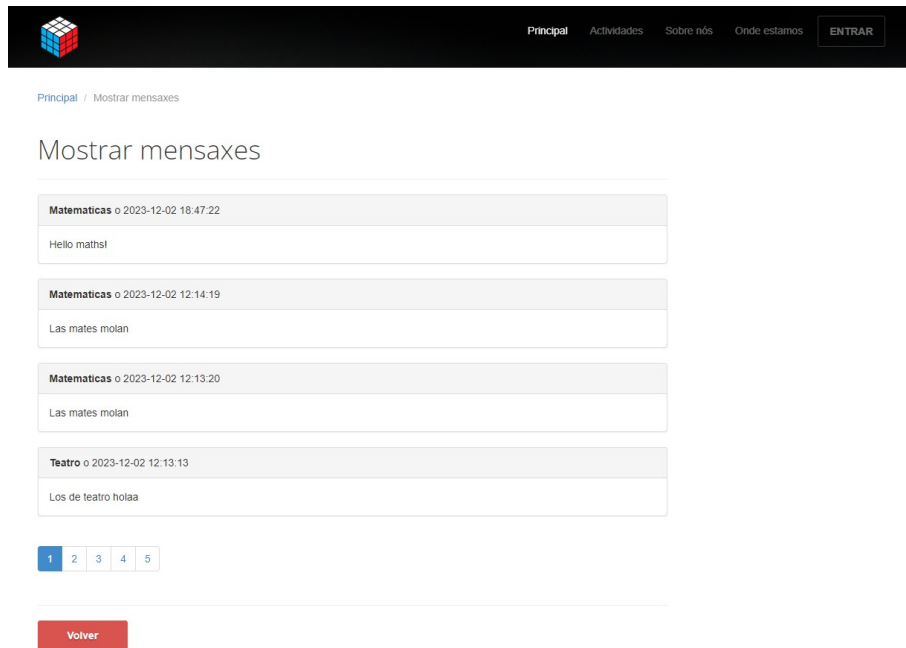 Principal Actividades Sobre nós Onde estamos ENTRAR
Principal / Mostrar mensaxes
Mostrar mensaxes
Matematicas o 2023-12-02 18:47:22
Hello maths!
Matematicas o 2023-12-02 12:14:19
Las mates molan
Matematicas o 2023-12-02 12:13:20
Las mates molan
Teatro o 2023-12-02 12:13:13
Los de teatro holaa
1 2 3 4 5
Volver